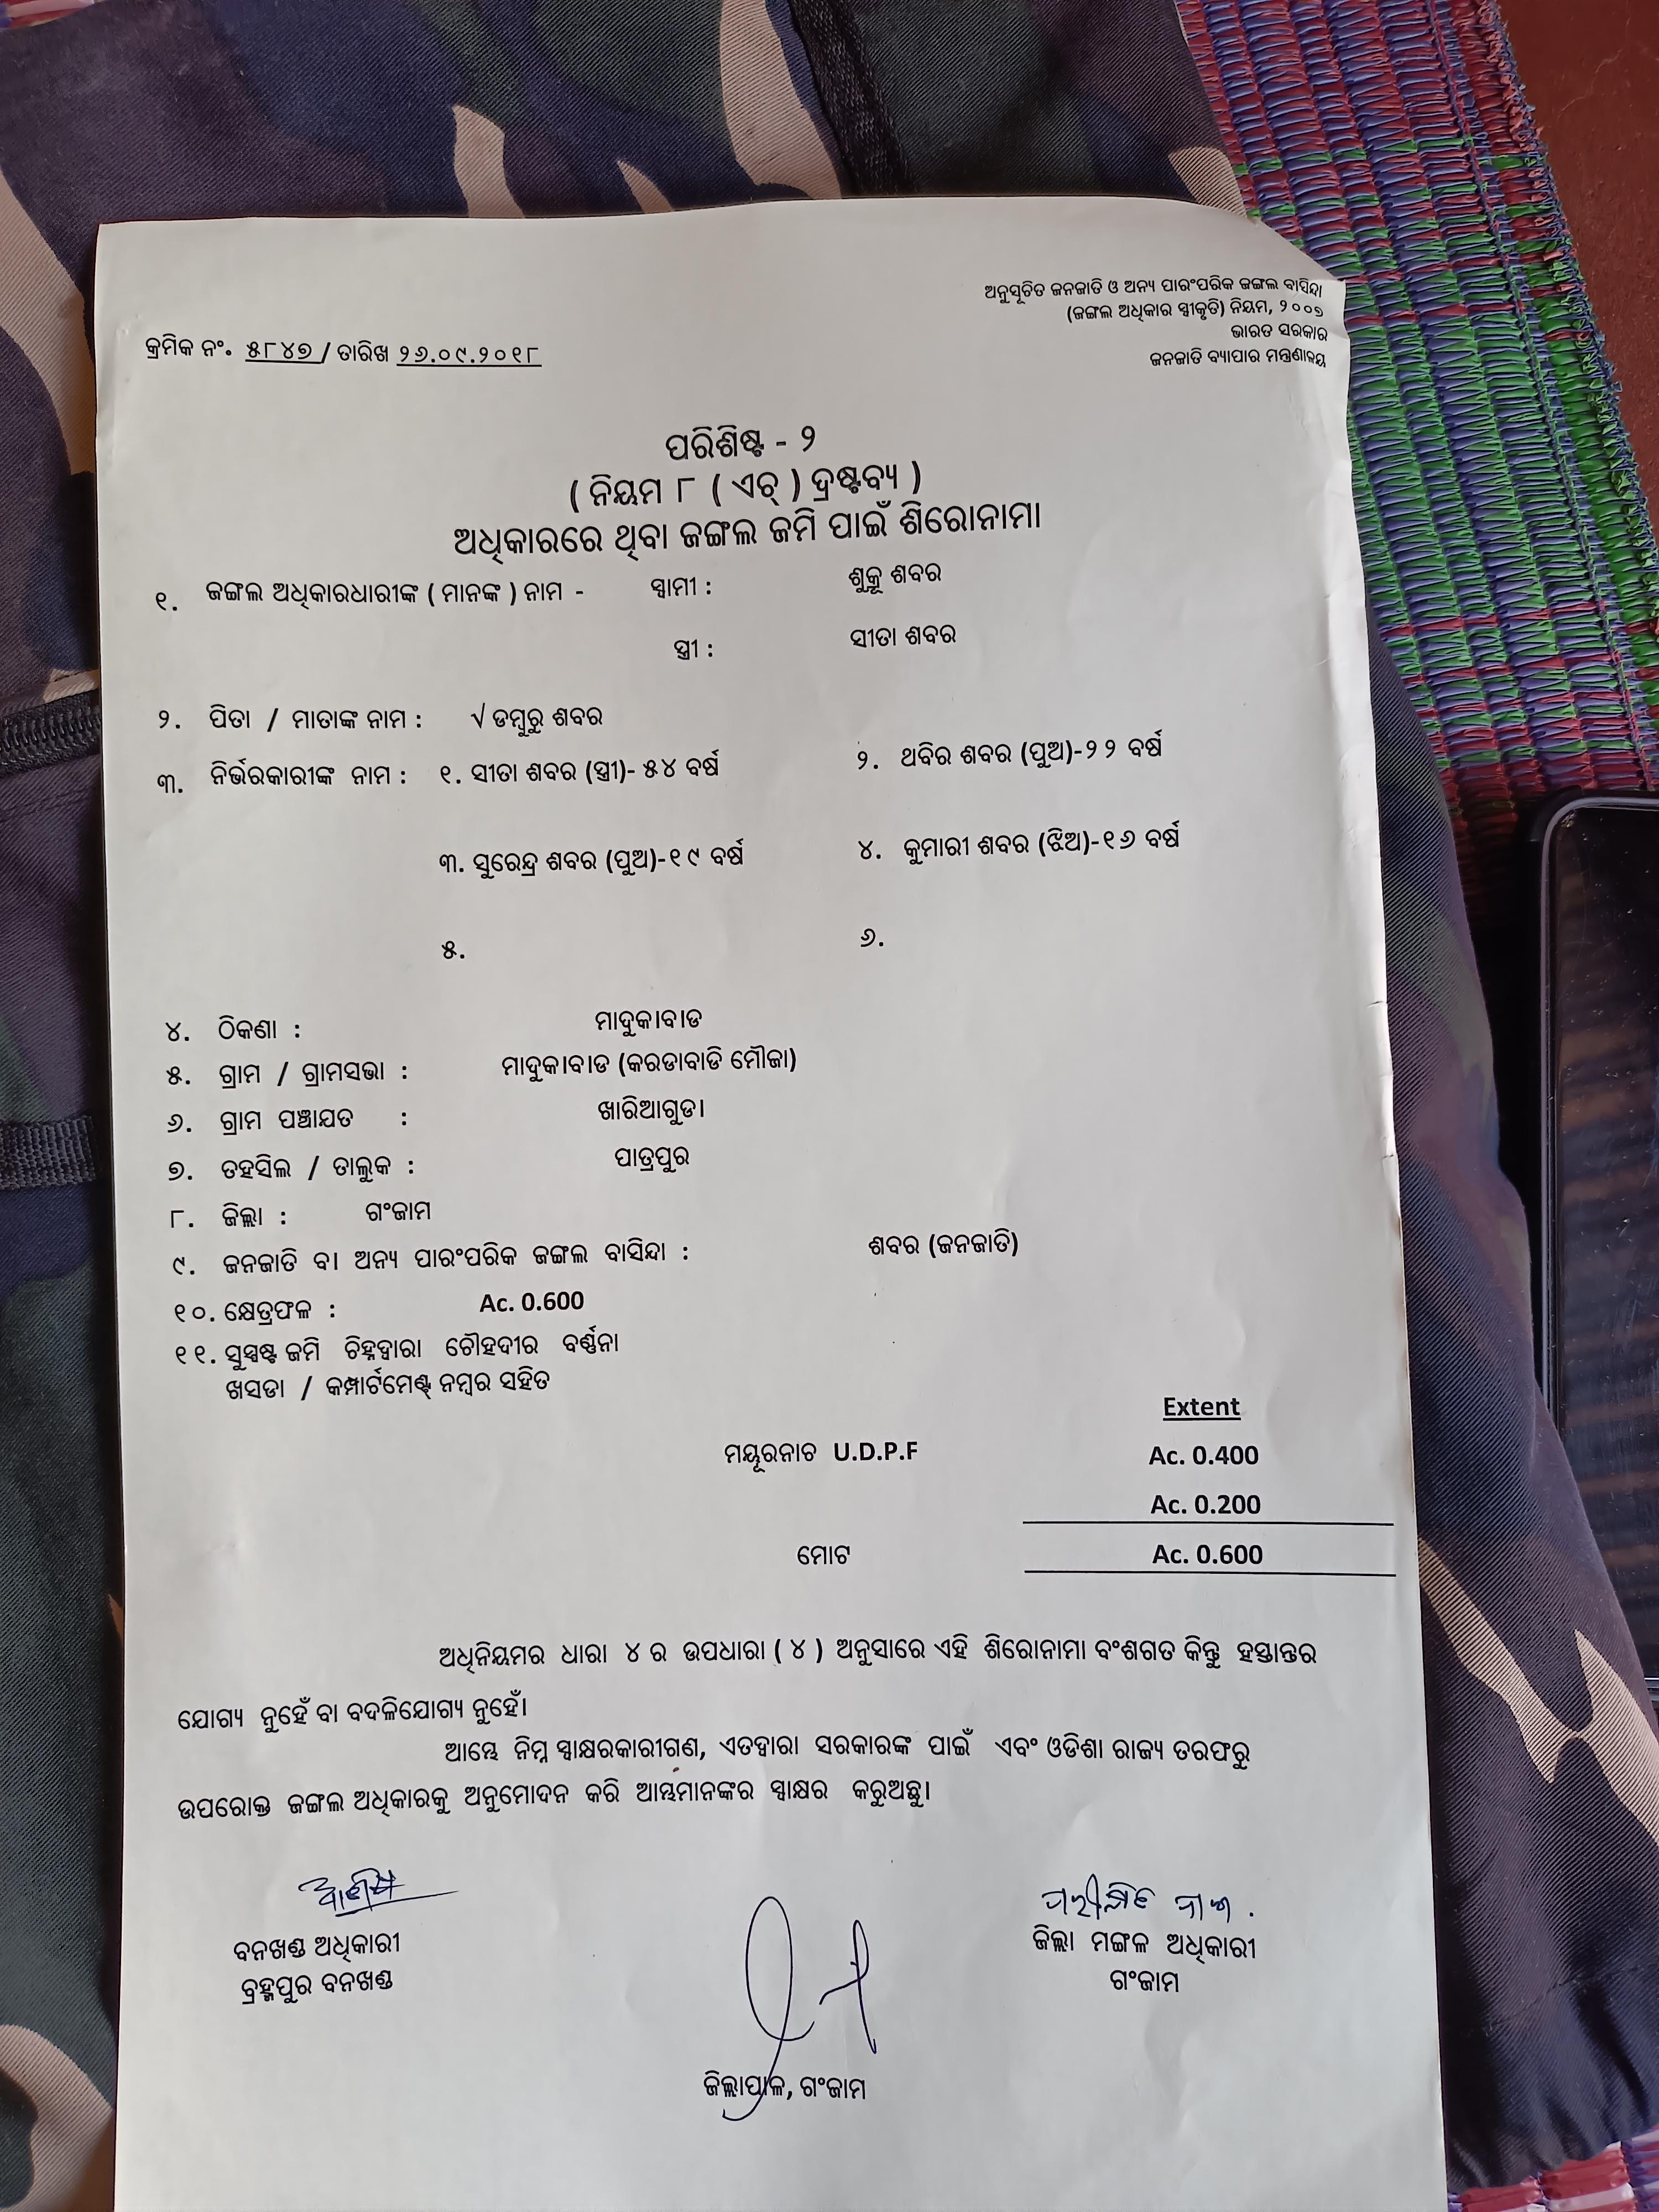 ଅନୁସୂଚିତ ଜନଜାତି ଓ ଅନ୍ୟ ପାରଂପରିକ ଜଙ୍ଗଲ ବାସିନ୍ଦା
(ଜଙ୍ଗଲ ଅଧିକାର ସ୍ୱୀକୃତି) ନିୟମ, ୨୦୦୭
ଭାରତ ସରକାର
ଜନଜାତି ବ୍ୟାପାର ମନ୍ତ୍ରଣାଳୟ
କ୍ରମିକ ନଂ. ୫୮୪୭ / ତାରିଖ ୨୬.୦୯.୨୦୧୮
ପରିଶିଷ୍ଟ - ୨
( ନିୟମ ୮ ( ଏଚ୍ ) ଦ୍ରଷ୍ଟବ୍ୟ )
ଅଧିକାରରେ ଥିବା ଜଙ୍ଗଲ ଜମି ପାଇଁ ଶିରୋନାମା
୧. ଜଙ୍ଗଲ ଅଧିକାରଧାରୀଙ୍କ ( ମାନଙ୍କ ) ନାମ - ସ୍ୱାମୀ : ଶୁକ୍ରୁ ଶବର
ସ୍ତ୍ରୀ : ସୀତା ଶବର
୨. ପିତା / ମାତାଙ୍କ ନାମ : √ ଡମ୍ବୁରୁ ଶବର
୩. ନିର୍ଭରକାରୀଙ୍କ ନାମ : ୧. ସୀତା ଶବର (ସ୍ତ୍ରୀ)- ୫୪ ବର୍ଷ ୨. ଥବିର ଶବର (ପୁଅ)-୨୨ ବର୍ଷ
୩. ସୁରେନ୍ଦ୍ର ଶବର (ପୁଅ)-୧୯ ବର୍ଷ ୪. କୁମାରୀ ଶବର (ଝିଅ)-୧୬ ବର୍ଷ
୫. ୬.
୪. ଠିକଣା : ମାଦୁକାବାଡ
୫. ଗ୍ରାମ / ଗ୍ରାମସଭା : ମାଦୁକାବାଡ (କରଡାବାଡି ମୌଜା)
୬. ଗ୍ରାମ ପଞ୍ଚାଯତ : ଖାରିଆଗୁଡା
୭. ତହସିଲ / ତାଲୁକ : ପାତ୍ରପୁର
୮. ଜିଲ୍ଲା : ଗଂଜାମ
୯. ଜନଜାତି ବା ଅନ୍ୟ ପାରଂପରିକ ଜଙ୍ଗଲ ବାସିନ୍ଦା : ଶବର (ଜନଜାତି)
୧୦. କ୍ଷେତ୍ରଫଳ : Ac. 0.600
୧୧. ସୁସ୍ପଷ୍ଟ ଜମି ଚିହ୍ନଦ୍ୱାରା ଚୌହଦୀର ବର୍ଣ୍ଣନା
ଖସଡା / କମ୍ପାର୍ଟମେଣ୍ଟ୍ ନମ୍ବର ସହିତ
Extent
ମୟୂରନାଚ U.D.P.F Ac. 0.400
Ac. 0.200
ମୋଟ Ac. 0.600
ଅଧିନିୟମର ଧାରା ୪ ର ଉପଧାରା ( ୪ ) ଅନୁସାରେ ଏହି ଶିରୋନାମା ବଂଶଗତ କିନ୍ତୁ ହସ୍ତାନ୍ତର
ଯୋଗ୍ୟ ନୁହେଁ ବା ବଦଳିଯୋଗ୍ୟ ନୁହେଁ।
ଆମ୍ଭେ ନିମ୍ନ ସ୍ୱାକ୍ଷରକାରୀଗଣ, ଏତଦ୍ୱାରା ସରକାରଙ୍କ ପାଇଁ ଏବଂ ଓଡିଶା ରାଜ୍ୟ ତରଫରୁ
ଉପରୋକ୍ତ ଜଙ୍ଗଲ ଅଧିକାରକୁ ଅନୁମୋଦନ କରି ଆମ୍ଭମାନଙ୍କର ସ୍ୱାକ୍ଷର କରୁଅଛୁ।
ବନଖଣ୍ଡ ଅଧିକାରୀ
ବ୍ରହ୍ମପୁର ବନଖଣ୍ଡ
ଜିଲ୍ଲା ମଙ୍ଗଳ ଅଧିକାରୀ
ଗଂଜାମ
ଜିଲ୍ଲାପାଳ, ଗଂଜାମ